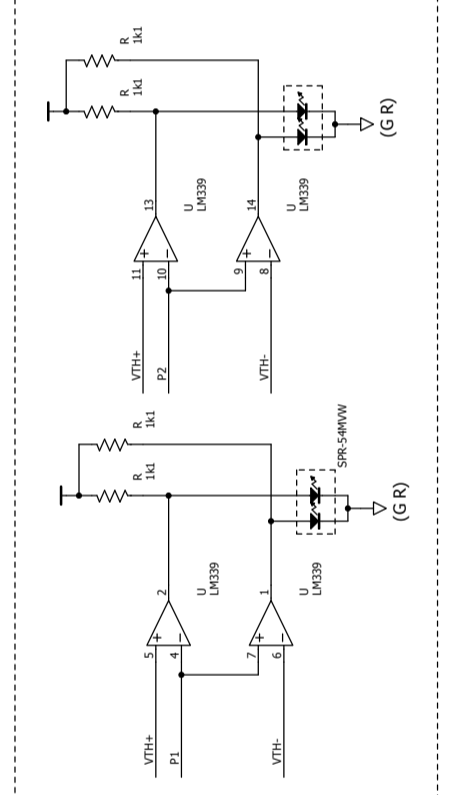 R
1k1
R
1k1
13
U
LM339
11
10
VTH+
P2
14
U
LM339
9
8
VTH-
(G R)
R
1k1
R
1k1
2
U
LM339
5
4
VTH+
P1
1
U
LM339
7
6
VTH-
SPR-54MVW
(G R)